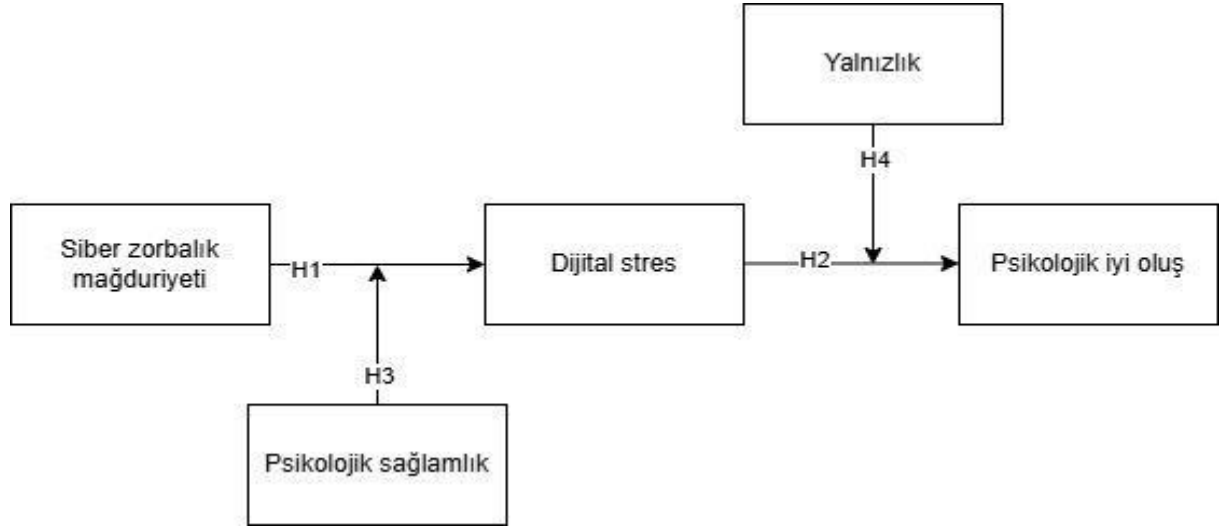 Yalnızlık
H4
Siber zorbalık
mağduriyeti
H1
Dijital stres
H2
Psikolojik iyi oluş
H3
Psikolojik sağlamlık